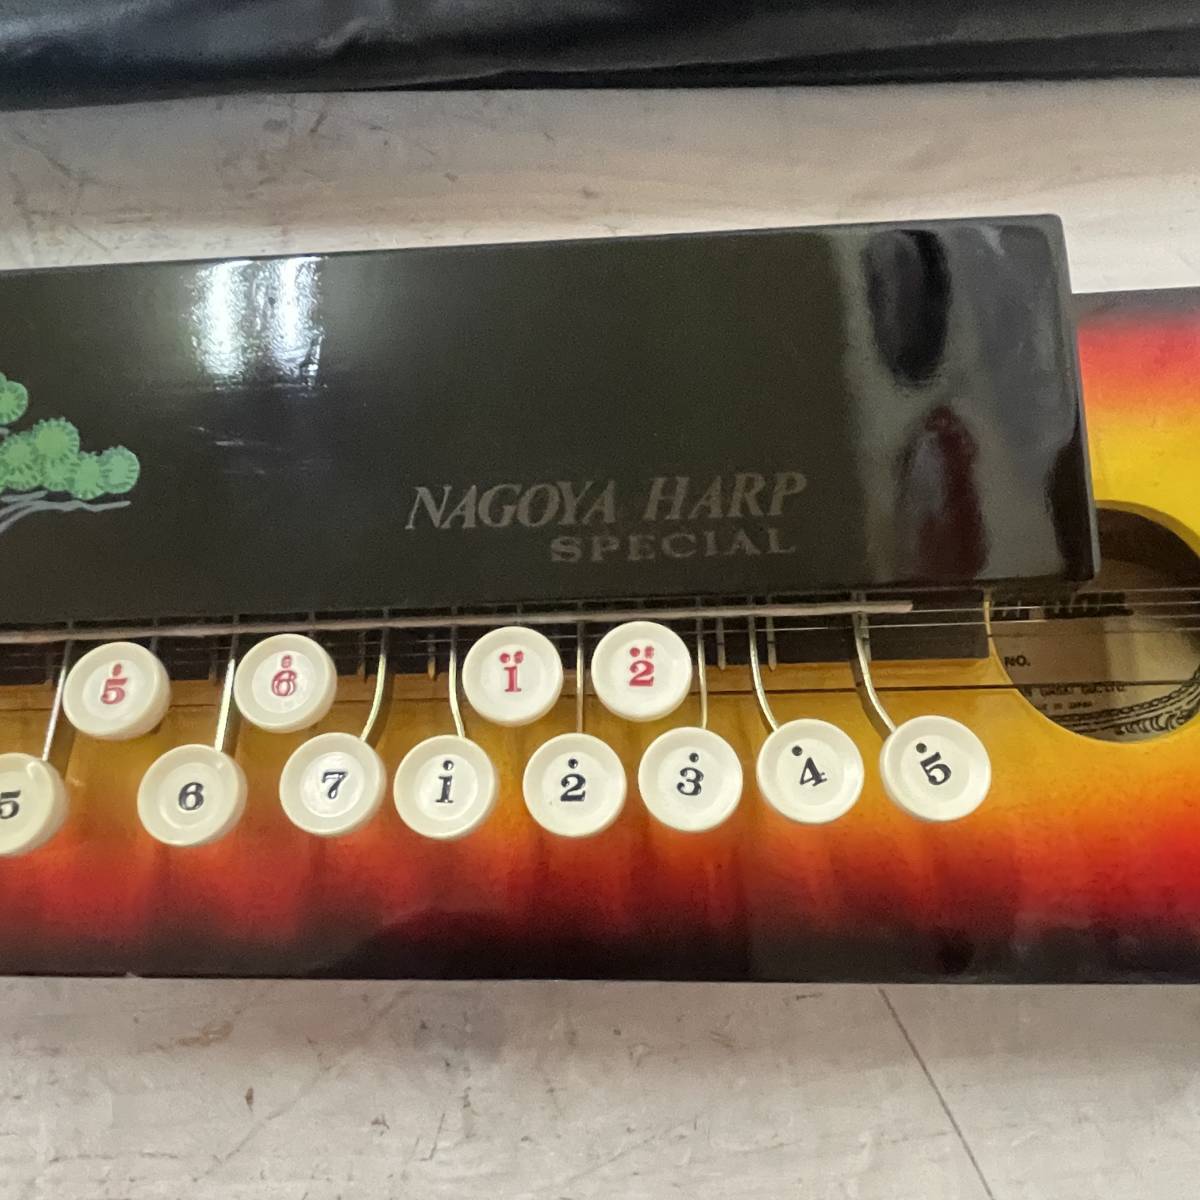 NAGOYA HARP
SPECIAL
5 6 1̈ 2̈
5 6 7 1̇ 2̇ 3̇ 4̇ 5̇
NO.